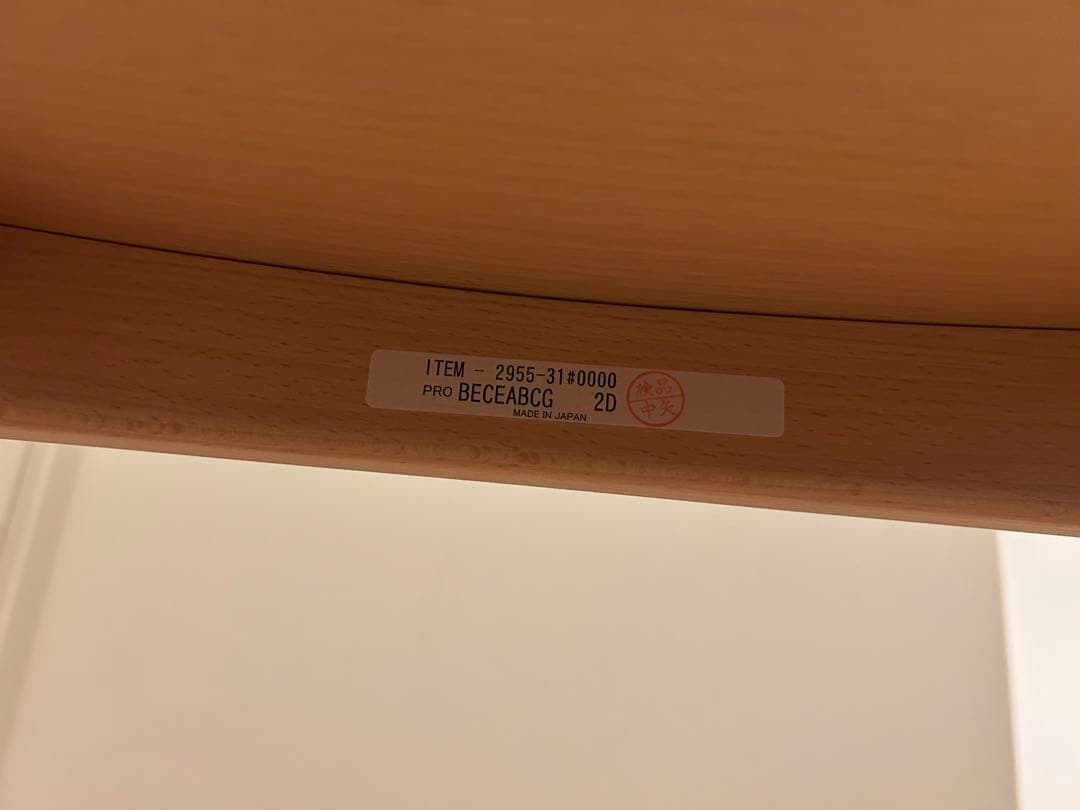 ITEM - 2955-31#0000
PRO BECEABCG 2D
MADE IN JAPAN
検品
中矢